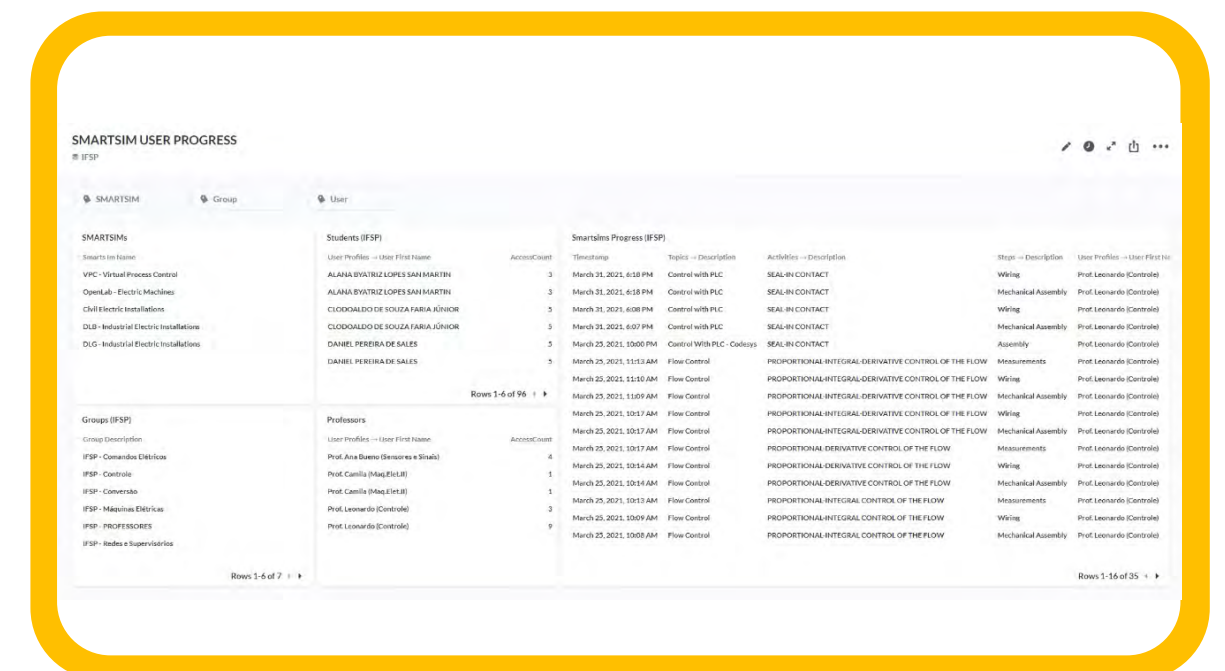 SMARTSIM USER PROGRESS
IFSP
SMARTSIM Group User
SMARTSIMs
Smarts Im Name
VPC - Virtual Process Control
OpenLab - Electric Machines
Civil Electric Installations
DLB - Industrial Electric Installations
DLG - Industrial Electric Installations
Students (IFSP)
User Profiles → User First Name AccessCount
ALANA BYATRIZ LOPES SAN MARTIN 3
ALANA BYATRIZ LOPES SAN MARTIN 3
CLODOALDO DE SOUZA FARIA JÚNIOR 5
CLODOALDO DE SOUZA FARIA JÚNIOR 5
DANIEL PEREIRA DE SALES 5
DANIEL PEREIRA DE SALES 5
Rows 1-6 of 96
Groups (IFSP)
Group Description
IFSP - Comandos Elétricos
IFSP - Controle
IFSP - Conversão
IFSP - Máquinas Elétricas
IFSP - PROFESSORES
IFSP - Redes e Supervisórios
Rows 1-6 of 7
Professors
User Profiles → User First Name AccessCount
Prof. Ana Bueno (Sensores e Sinais) 4
Prof. Camila (Maq.Elet.II) 1
Prof. Camila (Maq.Elet.II) 1
Prof. Leonardo (Controle) 3
Prof. Leonardo (Controle) 9
Smartsims Progress (IFSP)
Timestamp Topics → Description Activities → Description Steps → Description User Profiles → User First Na
March 31, 2021, 6:18 PM Control with PLC SEAL-IN CONTACT Wiring Prof. Leonardo (Controle)
March 31, 2021, 6:18 PM Control with PLC SEAL-IN CONTACT Mechanical Assembly Prof. Leonardo (Controle)
March 31, 2021, 6:08 PM Control with PLC SEAL-IN CONTACT Wiring Prof. Leonardo (Controle)
March 31, 2021, 6:07 PM Control with PLC SEAL-IN CONTACT Mechanical Assembly Prof. Leonardo (Controle)
March 25, 2021, 10:00 PM Control With PLC - Codesys SEAL-IN CONTACT Assembly Prof. Leonardo (Controle)
March 25, 2021, 11:13 AM Flow Control PROPORTIONAL-INTEGRAL-DERIVATIVE CONTROL OF THE FLOW Measurements Prof. Leonardo (Controle)
March 25, 2021, 11:10 AM Flow Control PROPORTIONAL-INTEGRAL-DERIVATIVE CONTROL OF THE FLOW Wiring Prof. Leonardo (Controle)
March 25, 2021, 11:09 AM Flow Control PROPORTIONAL-INTEGRAL-DERIVATIVE CONTROL OF THE FLOW Mechanical Assembly Prof. Leonardo (Controle)
March 25, 2021, 10:17 AM Flow Control PROPORTIONAL-INTEGRAL-DERIVATIVE CONTROL OF THE FLOW Wiring Prof. Leonardo (Controle)
March 25, 2021, 10:17 AM Flow Control PROPORTIONAL-INTEGRAL-DERIVATIVE CONTROL OF THE FLOW Mechanical Assembly Prof. Leonardo (Controle)
March 25, 2021, 10:17 AM Flow Control PROPORTIONAL-DERIVATIVE CONTROL OF THE FLOW Measurements Prof. Leonardo (Controle)
March 25, 2021, 10:14 AM Flow Control PROPORTIONAL-DERIVATIVE CONTROL OF THE FLOW Wiring Prof. Leonardo (Controle)
March 25, 2021, 10:14 AM Flow Control PROPORTIONAL-DERIVATIVE CONTROL OF THE FLOW Mechanical Assembly Prof. Leonardo (Controle)
March 25, 2021, 10:13 AM Flow Control PROPORTIONAL-INTEGRAL CONTROL OF THE FLOW Measurements Prof. Leonardo (Controle)
March 25, 2021, 10:09 AM Flow Control PROPORTIONAL-INTEGRAL CONTROL OF THE FLOW Wiring Prof. Leonardo (Controle)
March 25, 2021, 10:08 AM Flow Control PROPORTIONAL-INTEGRAL CONTROL OF THE FLOW Mechanical Assembly Prof. Leonardo (Controle)
Rows 1-16 of 35